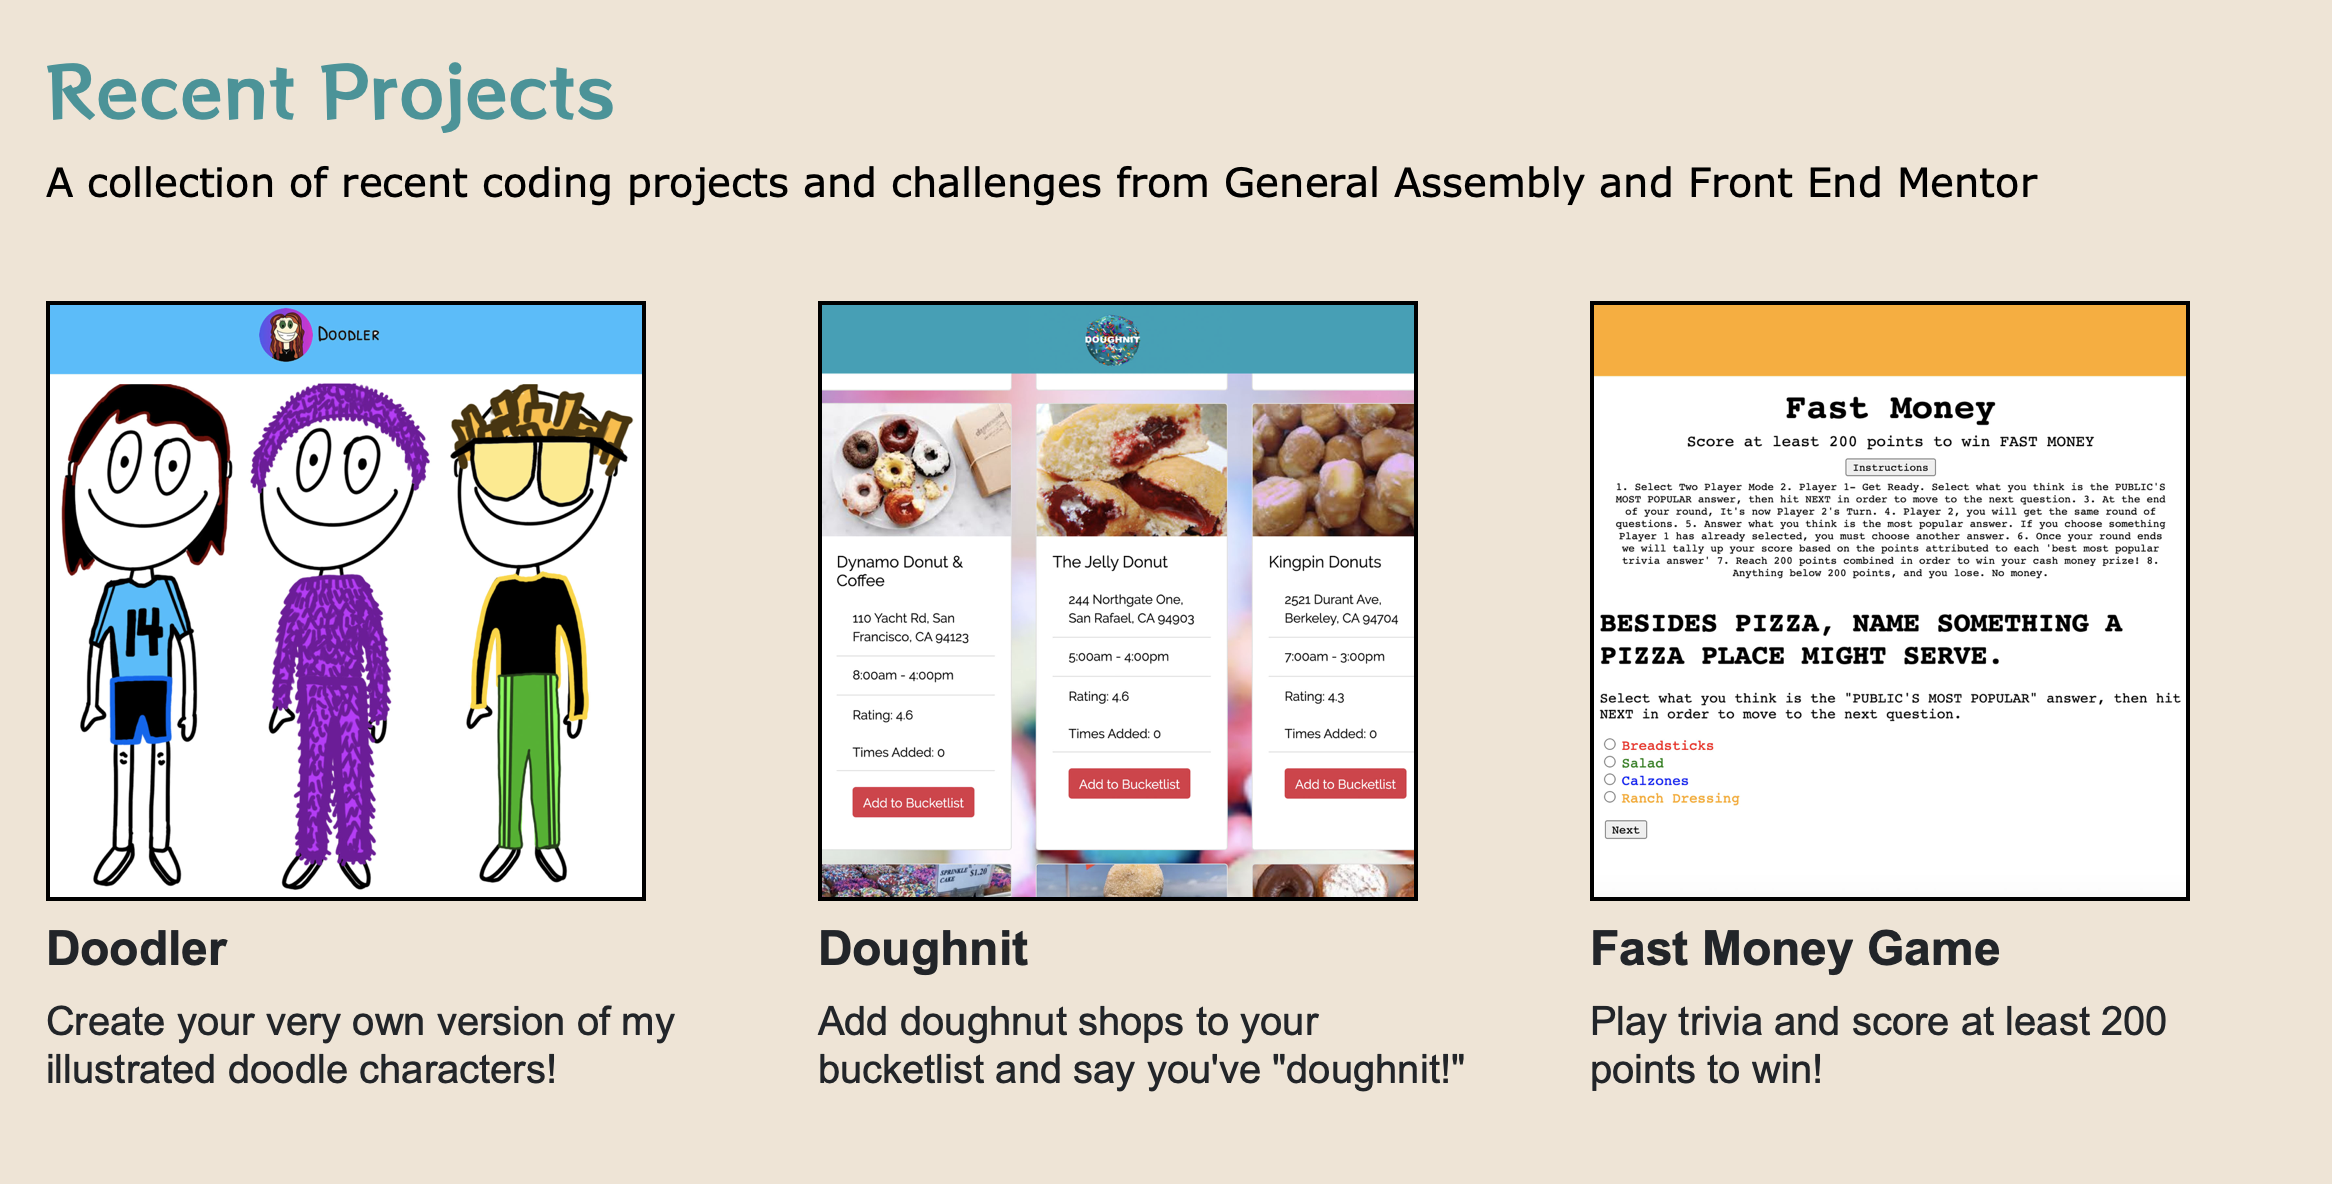 Recent Projects
A collection of recent coding projects and challenges from General Assembly and Front End Mentor
DOODLER
14
Doodler
Create your very own version of my
illustrated doodle characters!
DOUGHNIT
Dynamo Donut &
Coffee
110 Yacht Rd, San
Francisco, CA 94123
8:00am - 4:00pm
Rating: 4.6
Times Added: 0
Add to Bucketlist
The Jelly Donut
244 Northgate One,
San Rafael, CA 94903
5:00am - 4:00pm
Rating: 4.6
Times Added: 0
Add to Bucketlist
Kingpin Donuts
2521 Durant Ave,
Berkeley, CA 94704
7:00am - 3:00pm
Rating: 4.3
Times Added: 0
Add to Bucketlist
SPRINKLE
CAKE $1.20
Doughnit
Add doughnut shops to your
bucketlist and say you've "doughnit!"
Fast Money
Score at least 200 points to win FAST MONEY
Instructions
1. Select Two Player Mode 2. Player 1- Get Ready. Select what you think is the PUBLIC'S
MOST POPULAR answer, then hit NEXT in order to move to the next question. 3. At the end
of your round, It's now Player 2's Turn. 4. Player 2, you will get the same round of
questions. 5. Answer what you think is the most popular answer. If you choose something
Player 1 has already selected, you must choose another answer. 6. Once your round ends
we will tally up your score based on the points attributed to each 'best most popular
trivia answer' 7. Reach 200 points combined in order to win your cash money prize! 8.
Anything below 200 points, and you lose. No money.
BESIDES PIZZA, NAME SOMETHING A
PIZZA PLACE MIGHT SERVE.
Select what you think is the "PUBLIC'S MOST POPULAR" answer, then hit
NEXT in order to move to the next question.
Breadsticks
Salad
Calzones
Ranch Dressing
Next
Fast Money Game
Play trivia and score at least 200
points to win!